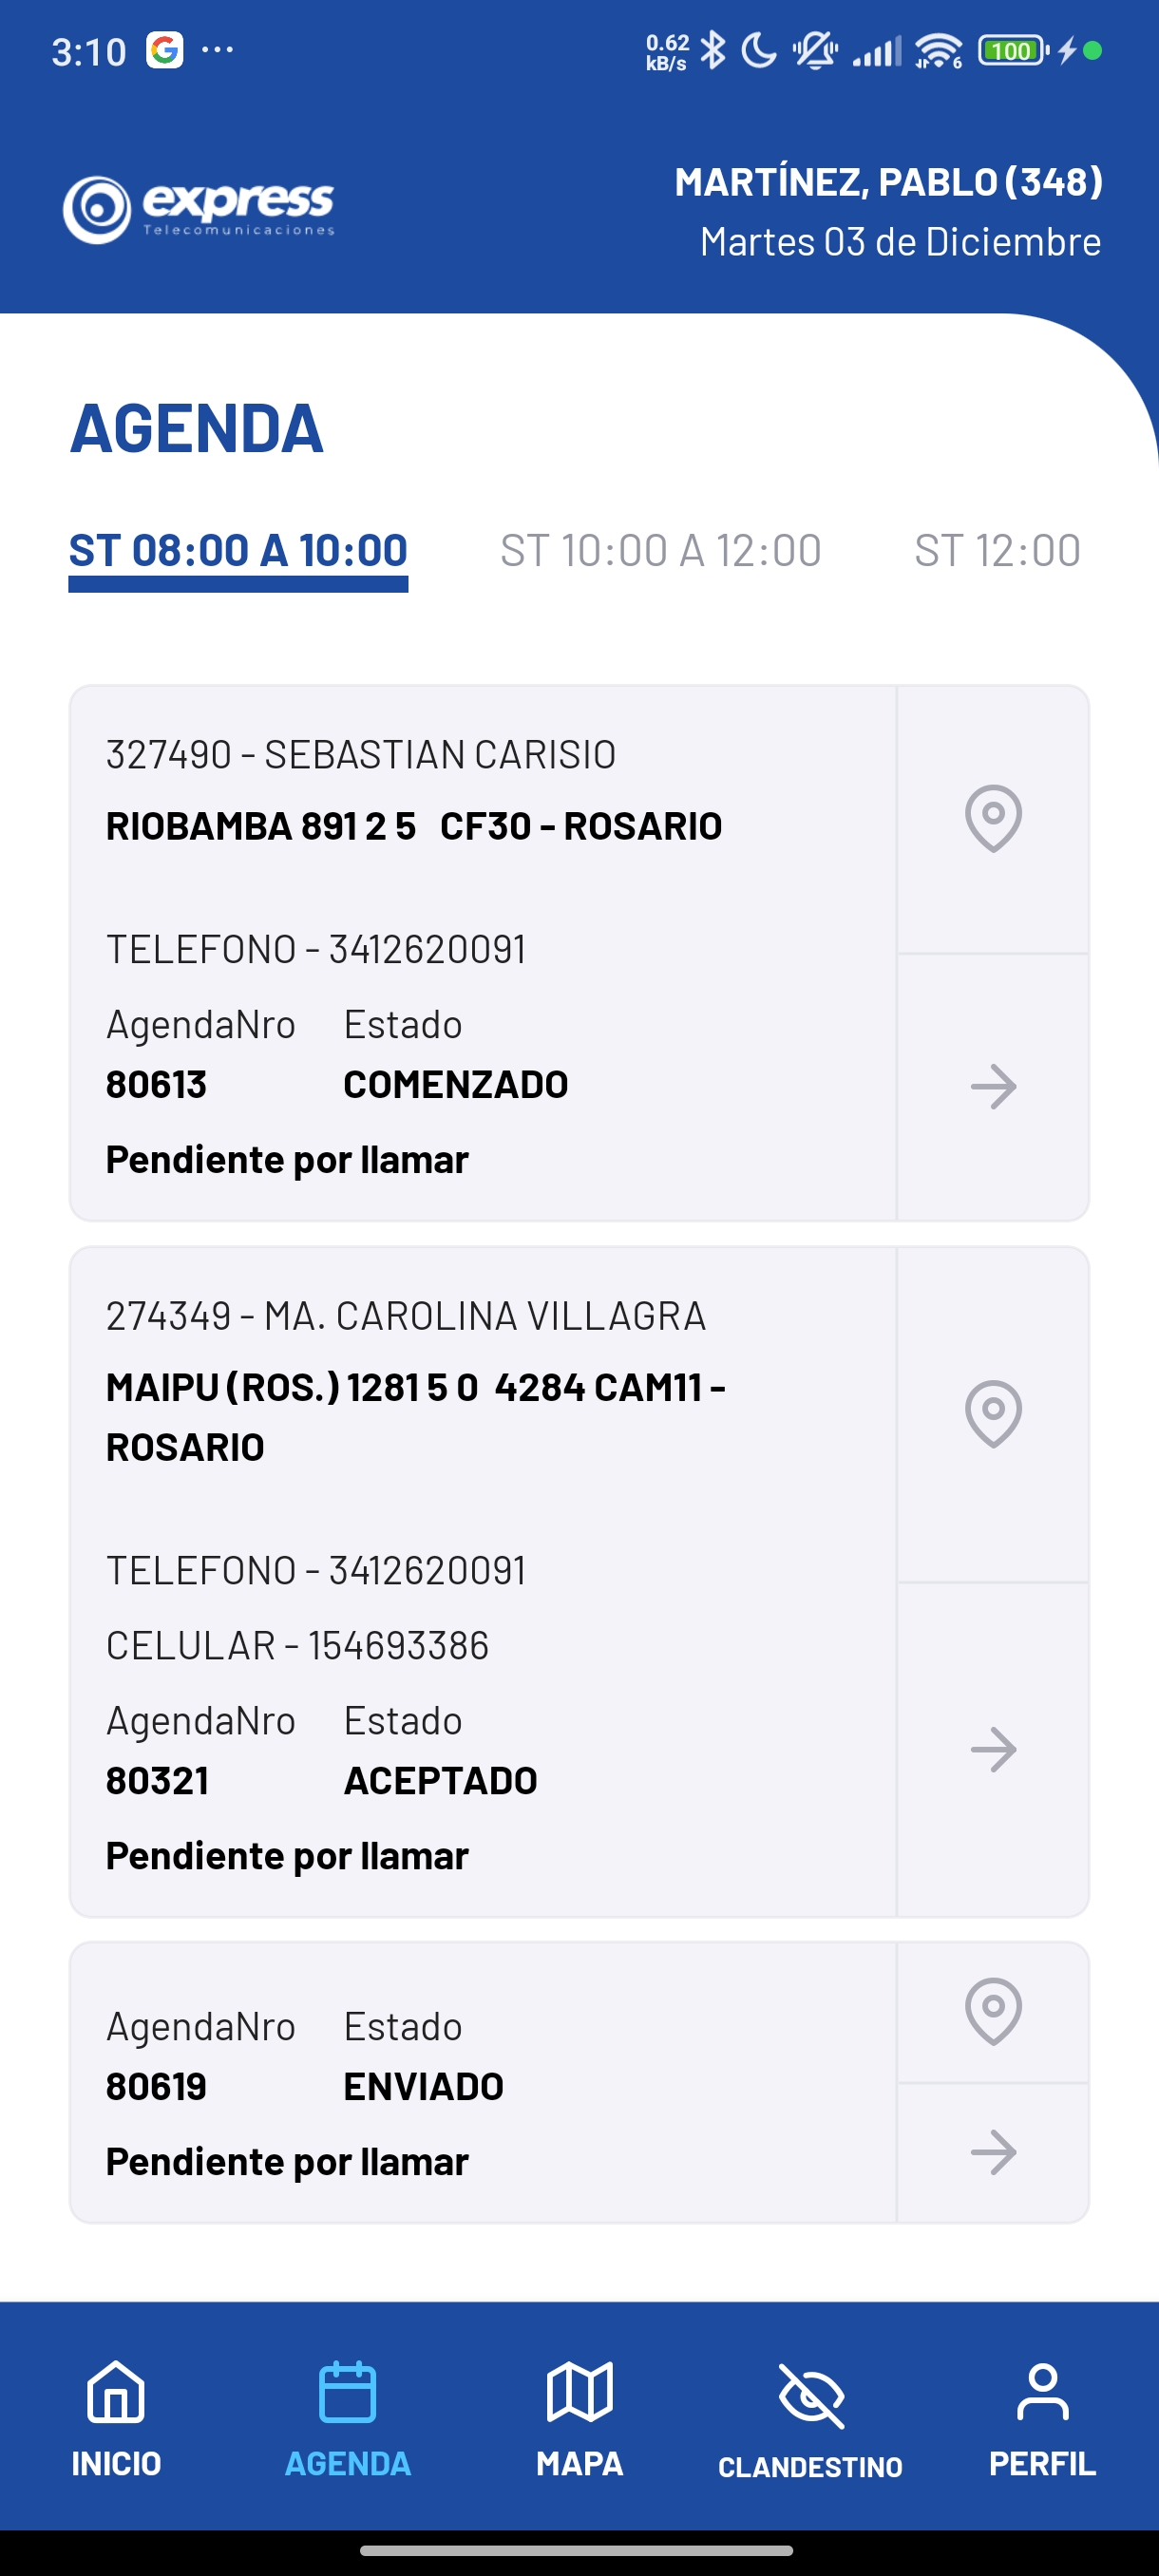 3:10
0.62
kB/s
6
100
express
Telecomunicaciones
MARTÍNEZ, PABLO (348)
Martes 03 de Diciembre
AGENDA
ST 08:00 A 10:00 ST 10:00 A 12:00 ST 12:00
327490 - SEBASTIAN CARISIO
RIOBAMBA 891 2 5 CF30 - ROSARIO
TELEFONO - 3412620091
AgendaNro Estado
80613 COMENZADO
Pendiente por llamar
274349 - MA. CAROLINA VILLAGRA
MAIPU (ROS.) 1281 5 0 4284 CAM11 -
ROSARIO
TELEFONO - 3412620091
CELULAR - 154693386
AgendaNro Estado
80321 ACEPTADO
Pendiente por llamar
AgendaNro Estado
80619 ENVIADO
Pendiente por llamar
INICIO AGENDA MAPA CLANDESTINO PERFIL